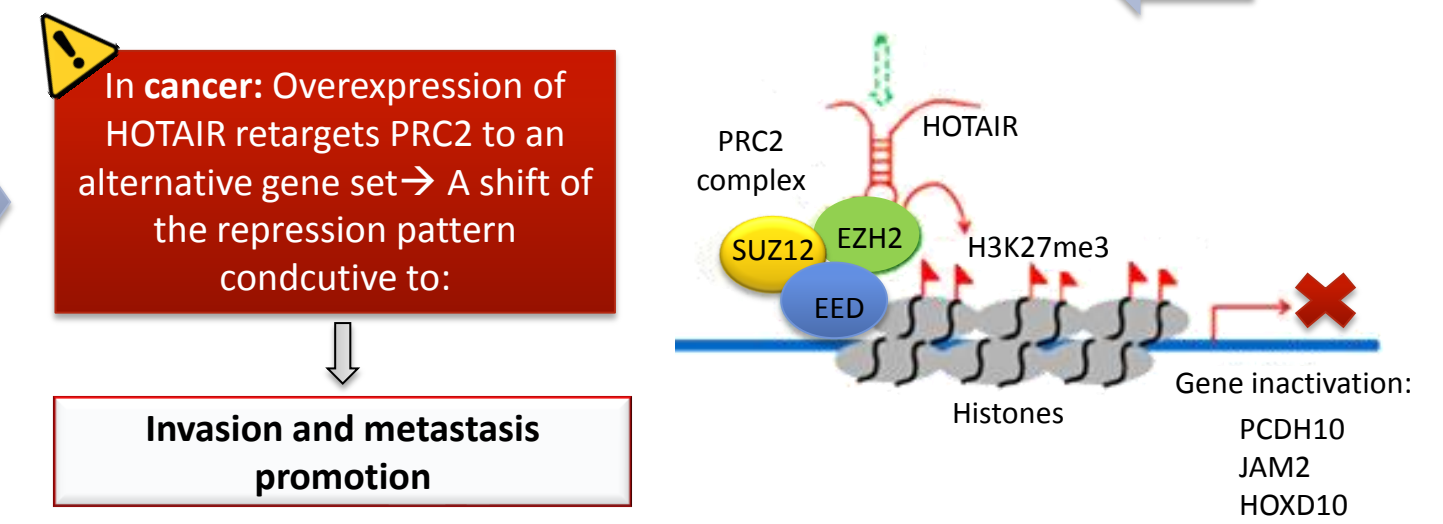 In cancer: Overexpression of
HOTAIR retargets PRC2 to an
alternative gene set→ A shift of
the repression pattern
condcutive to:
Invasion and metastasis
promotion
HOTAIR
PRC2
complex
SUZ12
EZH2
H3K27me3
EED
Histones
Gene inactivation:
PCDH10
JAM2
HOXD10